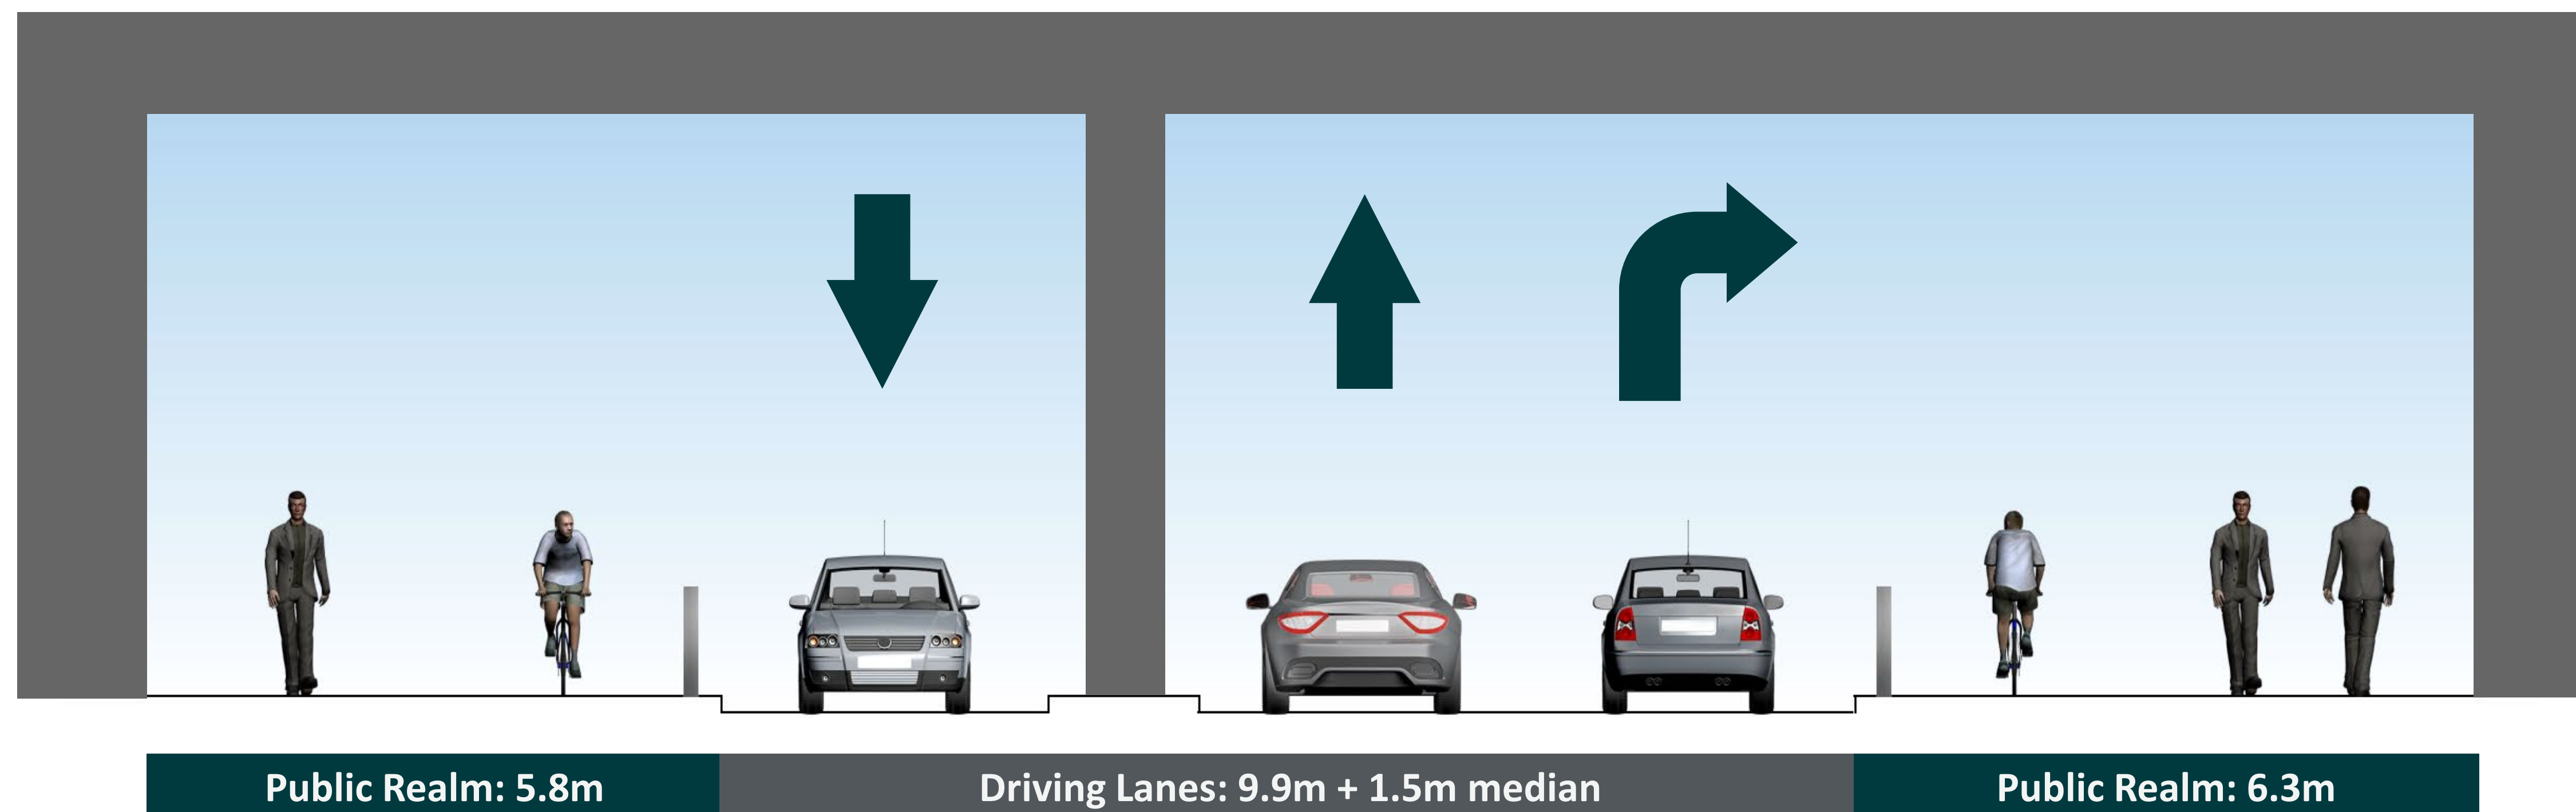 Public Realm: 5.8m
Driving Lanes: 9.9m + 1.5m median
Public Realm: 6.3m